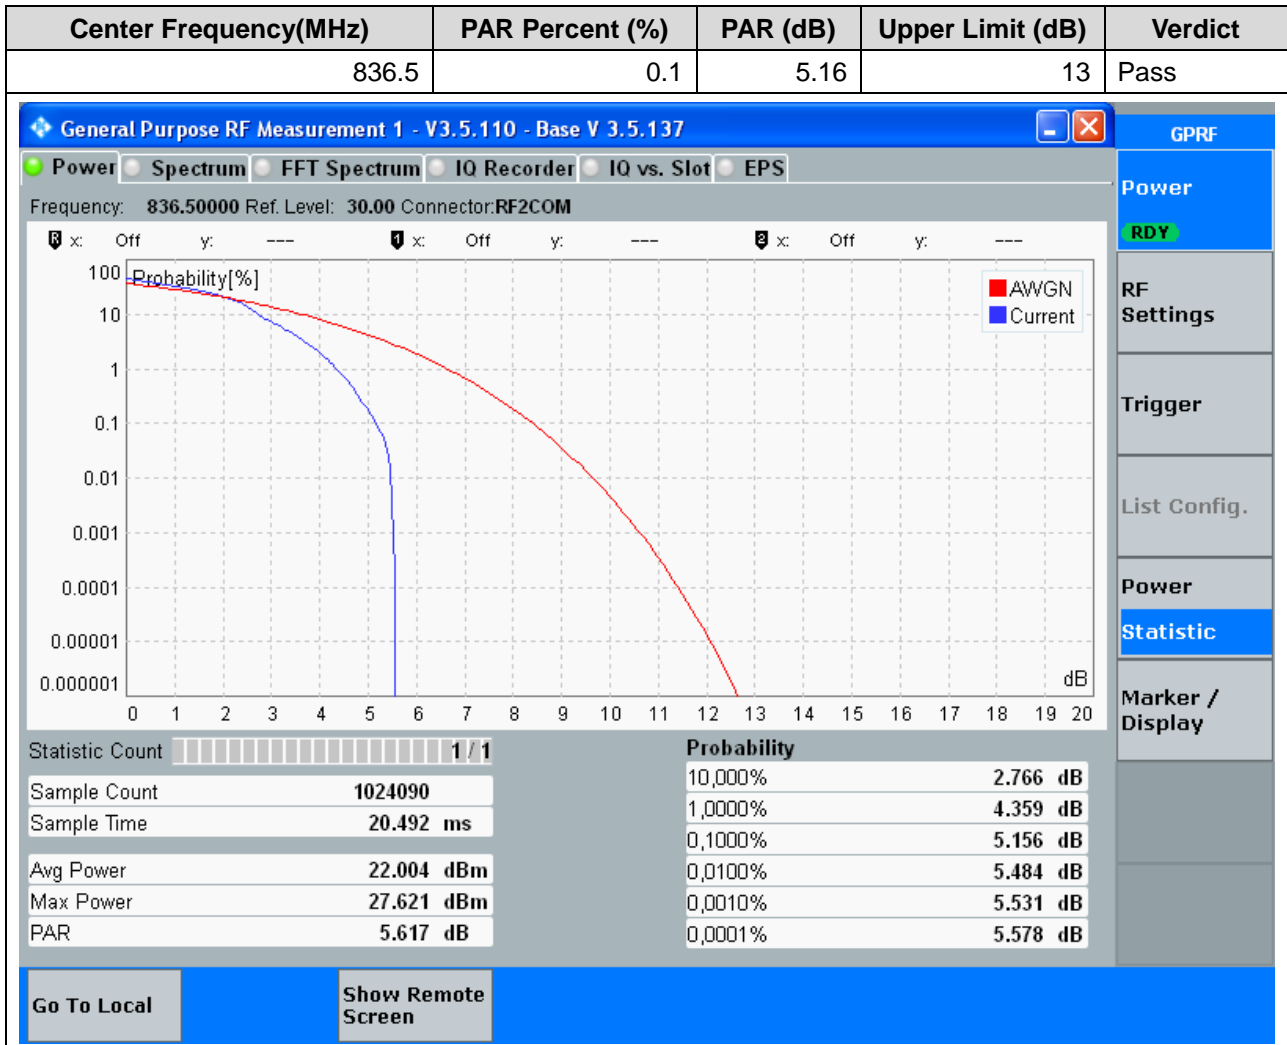 Center Frequency(MHz) PAR Percent (%) PAR (dB) Upper Limit (dB) Verdict
836.5 0.1 5.16 13 Pass
General Purpose RF Measurement 1 - V3.5.110 - Base V 3.5.137
GPRF
Power Spectrum FFT Spectrum IQ Recorder IQ vs. Slot EPS
Power
RDY
Frequency: 836.50000 Ref. Level: 30.00 Connector:RF2COM
R x: Off y: --- 1 x: Off y: --- 2 x: Off y: ---
Probability[%]
AWGN
Current
100
10
1
0.1
0.01
0.001
0.0001
0.00001
0.000001
dB
0 1 2 3 4 5 6 7 8 9 10 11 12 13 14 15 16 17 18 19 20
RF
Settings
Trigger
List Config.
Power
Statistic
Marker /
Display
Statistic Count 1 / 1
Sample Count 1024090
Sample Time 20.492 ms
Avg Power 22.004 dBm
Max Power 27.621 dBm
PAR 5.617 dB
Probability
10,000% 2.766 dB
1,0000% 4.359 dB
0,1000% 5.156 dB
0,0100% 5.484 dB
0,0010% 5.531 dB
0,0001% 5.578 dB
Go To Local
Show Remote
Screen